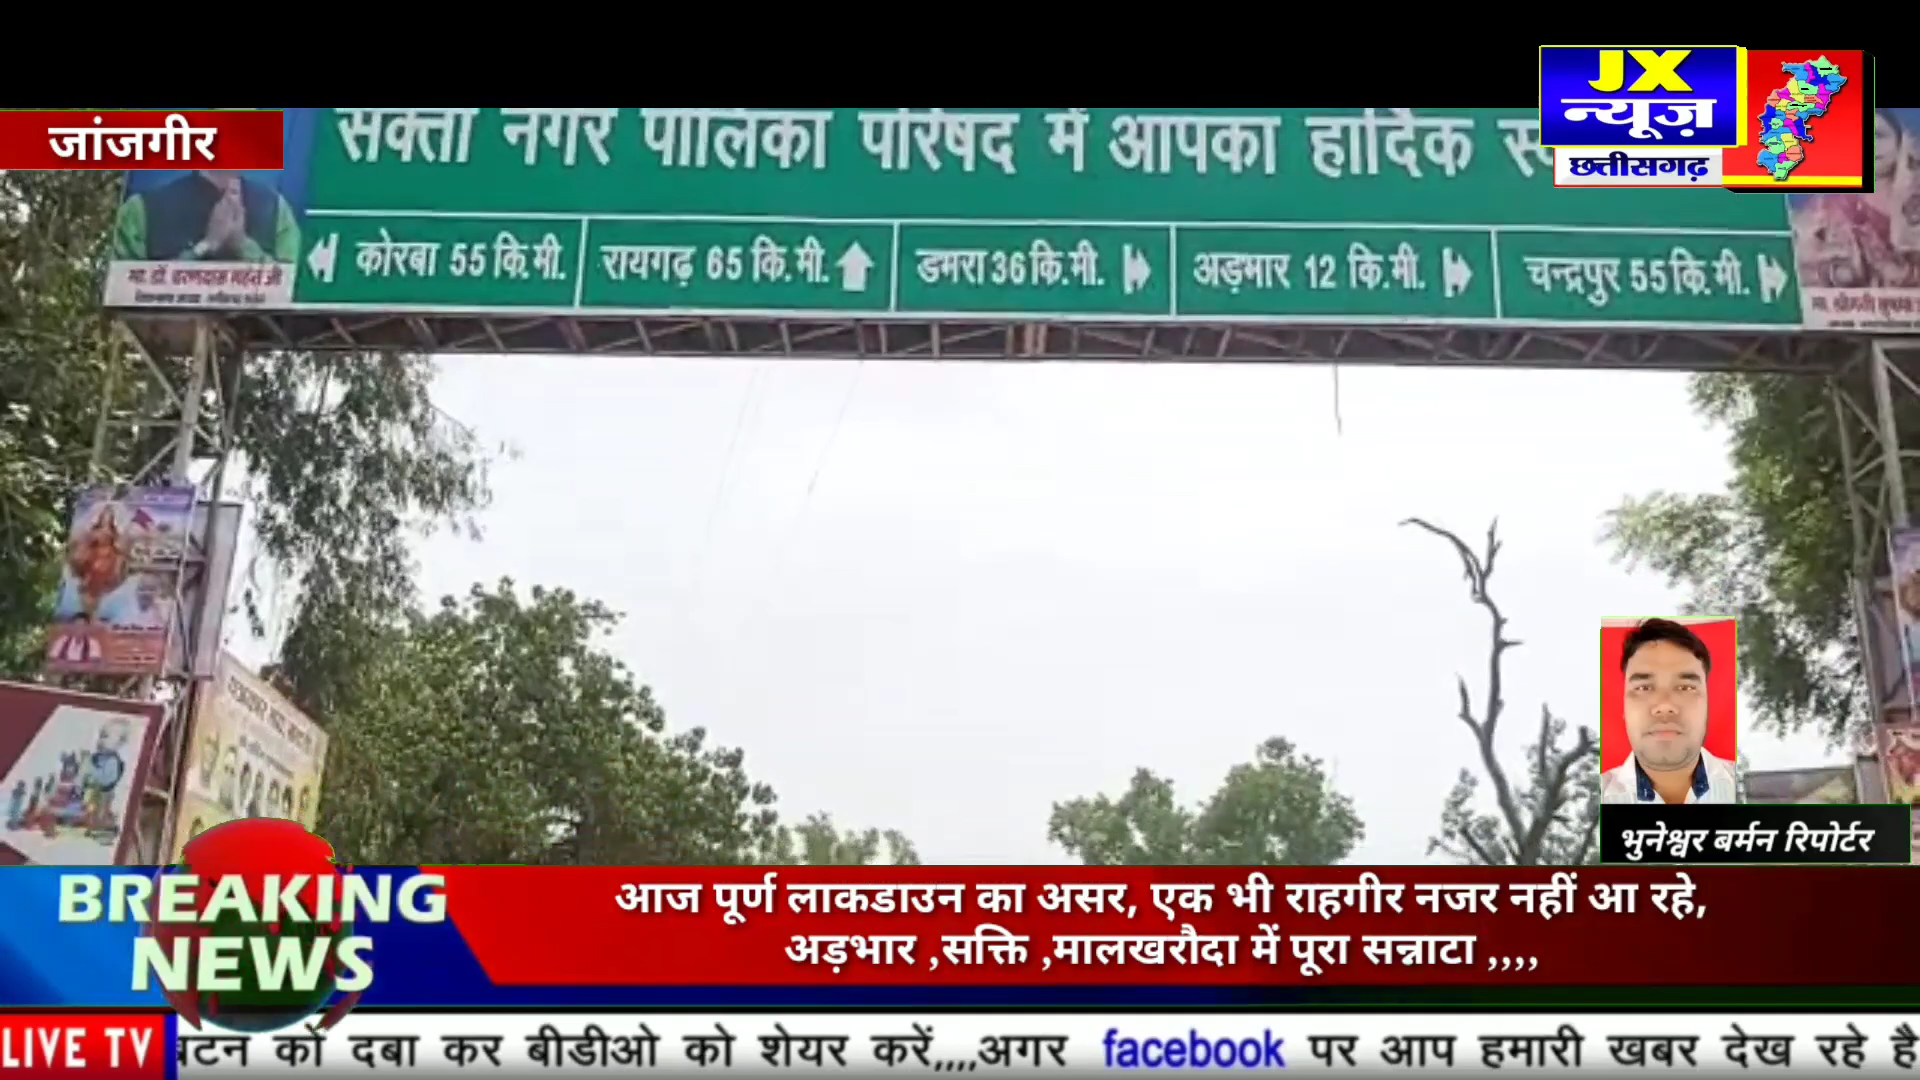 JX
न्यूज़
छत्तीसगढ़
जांजगीर
सक्ती नगर पालिका परिषद में आपका हार्दिक
कोरबा 55 कि.मी.
रायगढ़ 65 कि.मी.
डमरा 36 कि.मी.
अड़भार 12 कि.मी.
चन्द्रपुर 55 कि.मी.
भुनेश्वर बर्मन रिपोर्टर
BREAKING
NEWS
आज पूर्ण लाकडाउन का असर, एक भी राहगीर नजर नहीं आ रहे,
अड़भार ,सक्ति ,मालखरौदा में पूरा सन्नाटा ,,,,
LIVE TV
बटन को दबा कर बीडीओ को शेयर करें,,,,अगर facebook पर आप हमारी खबर देख रहे है